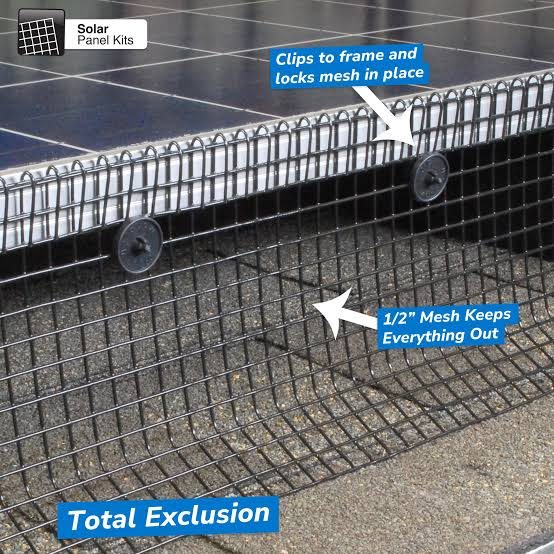 Solar
Panel Kits
Clips to frame and
locks mesh in place
1/2” Mesh Keeps
Everything Out
Total Exclusion